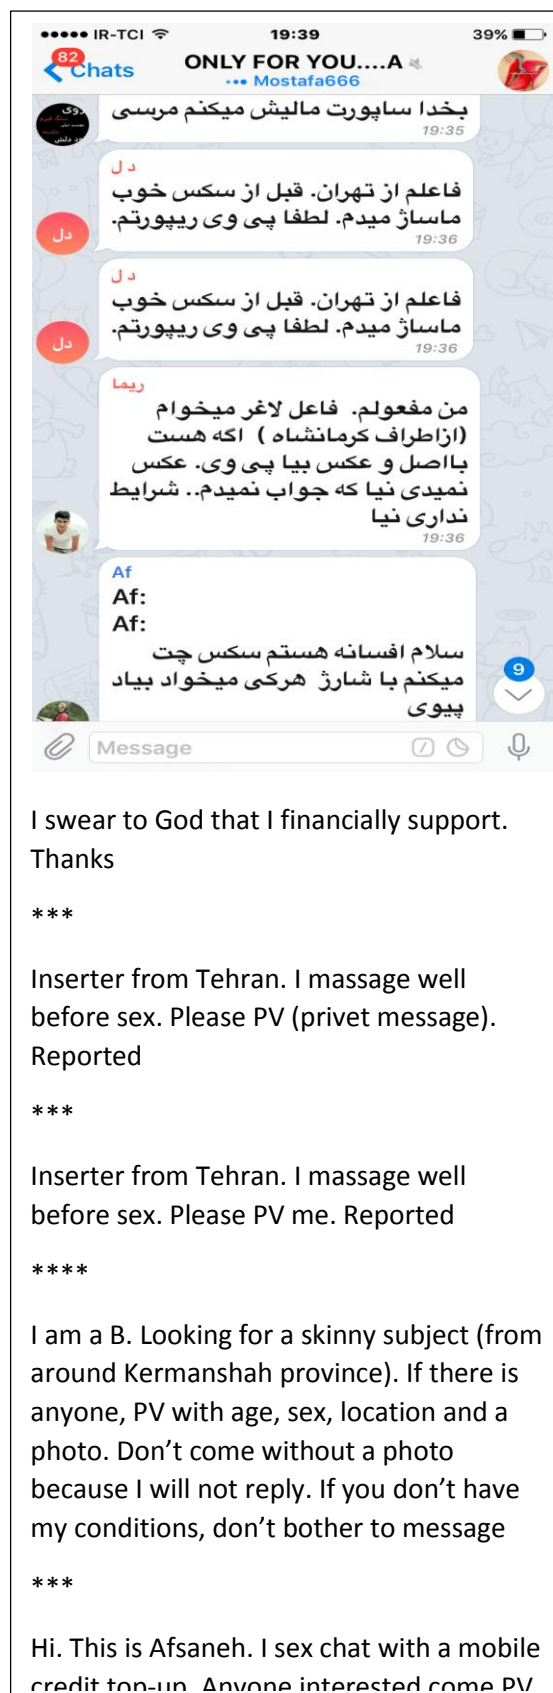 IR-TCI 19:39 39%
82
Chats ONLY FOR YOU....A
Mostafa666
بخدا ساپورت مالیش میکنم مرسی
19:35
د ل
فاعلم از تهران. قبل از سکس خوب
ماساژ میدم. لطفا پی وی ریپورتم.
19:36
دل
د ل
فاعلم از تهران. قبل از سکس خوب
ماساژ میدم. لطفا پی وی ریپورتم.
19:36
دل
ریما
من مفعولم. فاعل لاغر میخوام
(ازاطراف کرمانشاه ) اگه هست
بااصل و عکس بیا پی وی. عکس
نمیدی نیا که جواب نمیدم.. شرایط
نداری نیا
19:36
Af
Af:
Af:
سلام افسانه هستم سکس چت
میکنم با شارژ هرکی میخواد بیاد
پیوی
9
Message
I swear to God that I financially support.
Thanks
***
Inserter from Tehran. I massage well
before sex. Please PV (privet message).
Reported
***
Inserter from Tehran. I massage well
before sex. Please PV me. Reported
****
I am a B. Looking for a skinny subject (from
around Kermanshah province). If there is
anyone, PV with age, sex, location and a
photo. Don’t come without a photo
because I will not reply. If you don’t have
my conditions, don’t bother to message
***
Hi. This is Afsaneh. I sex chat with a mobile
credit top-up. Anyone interested come PV